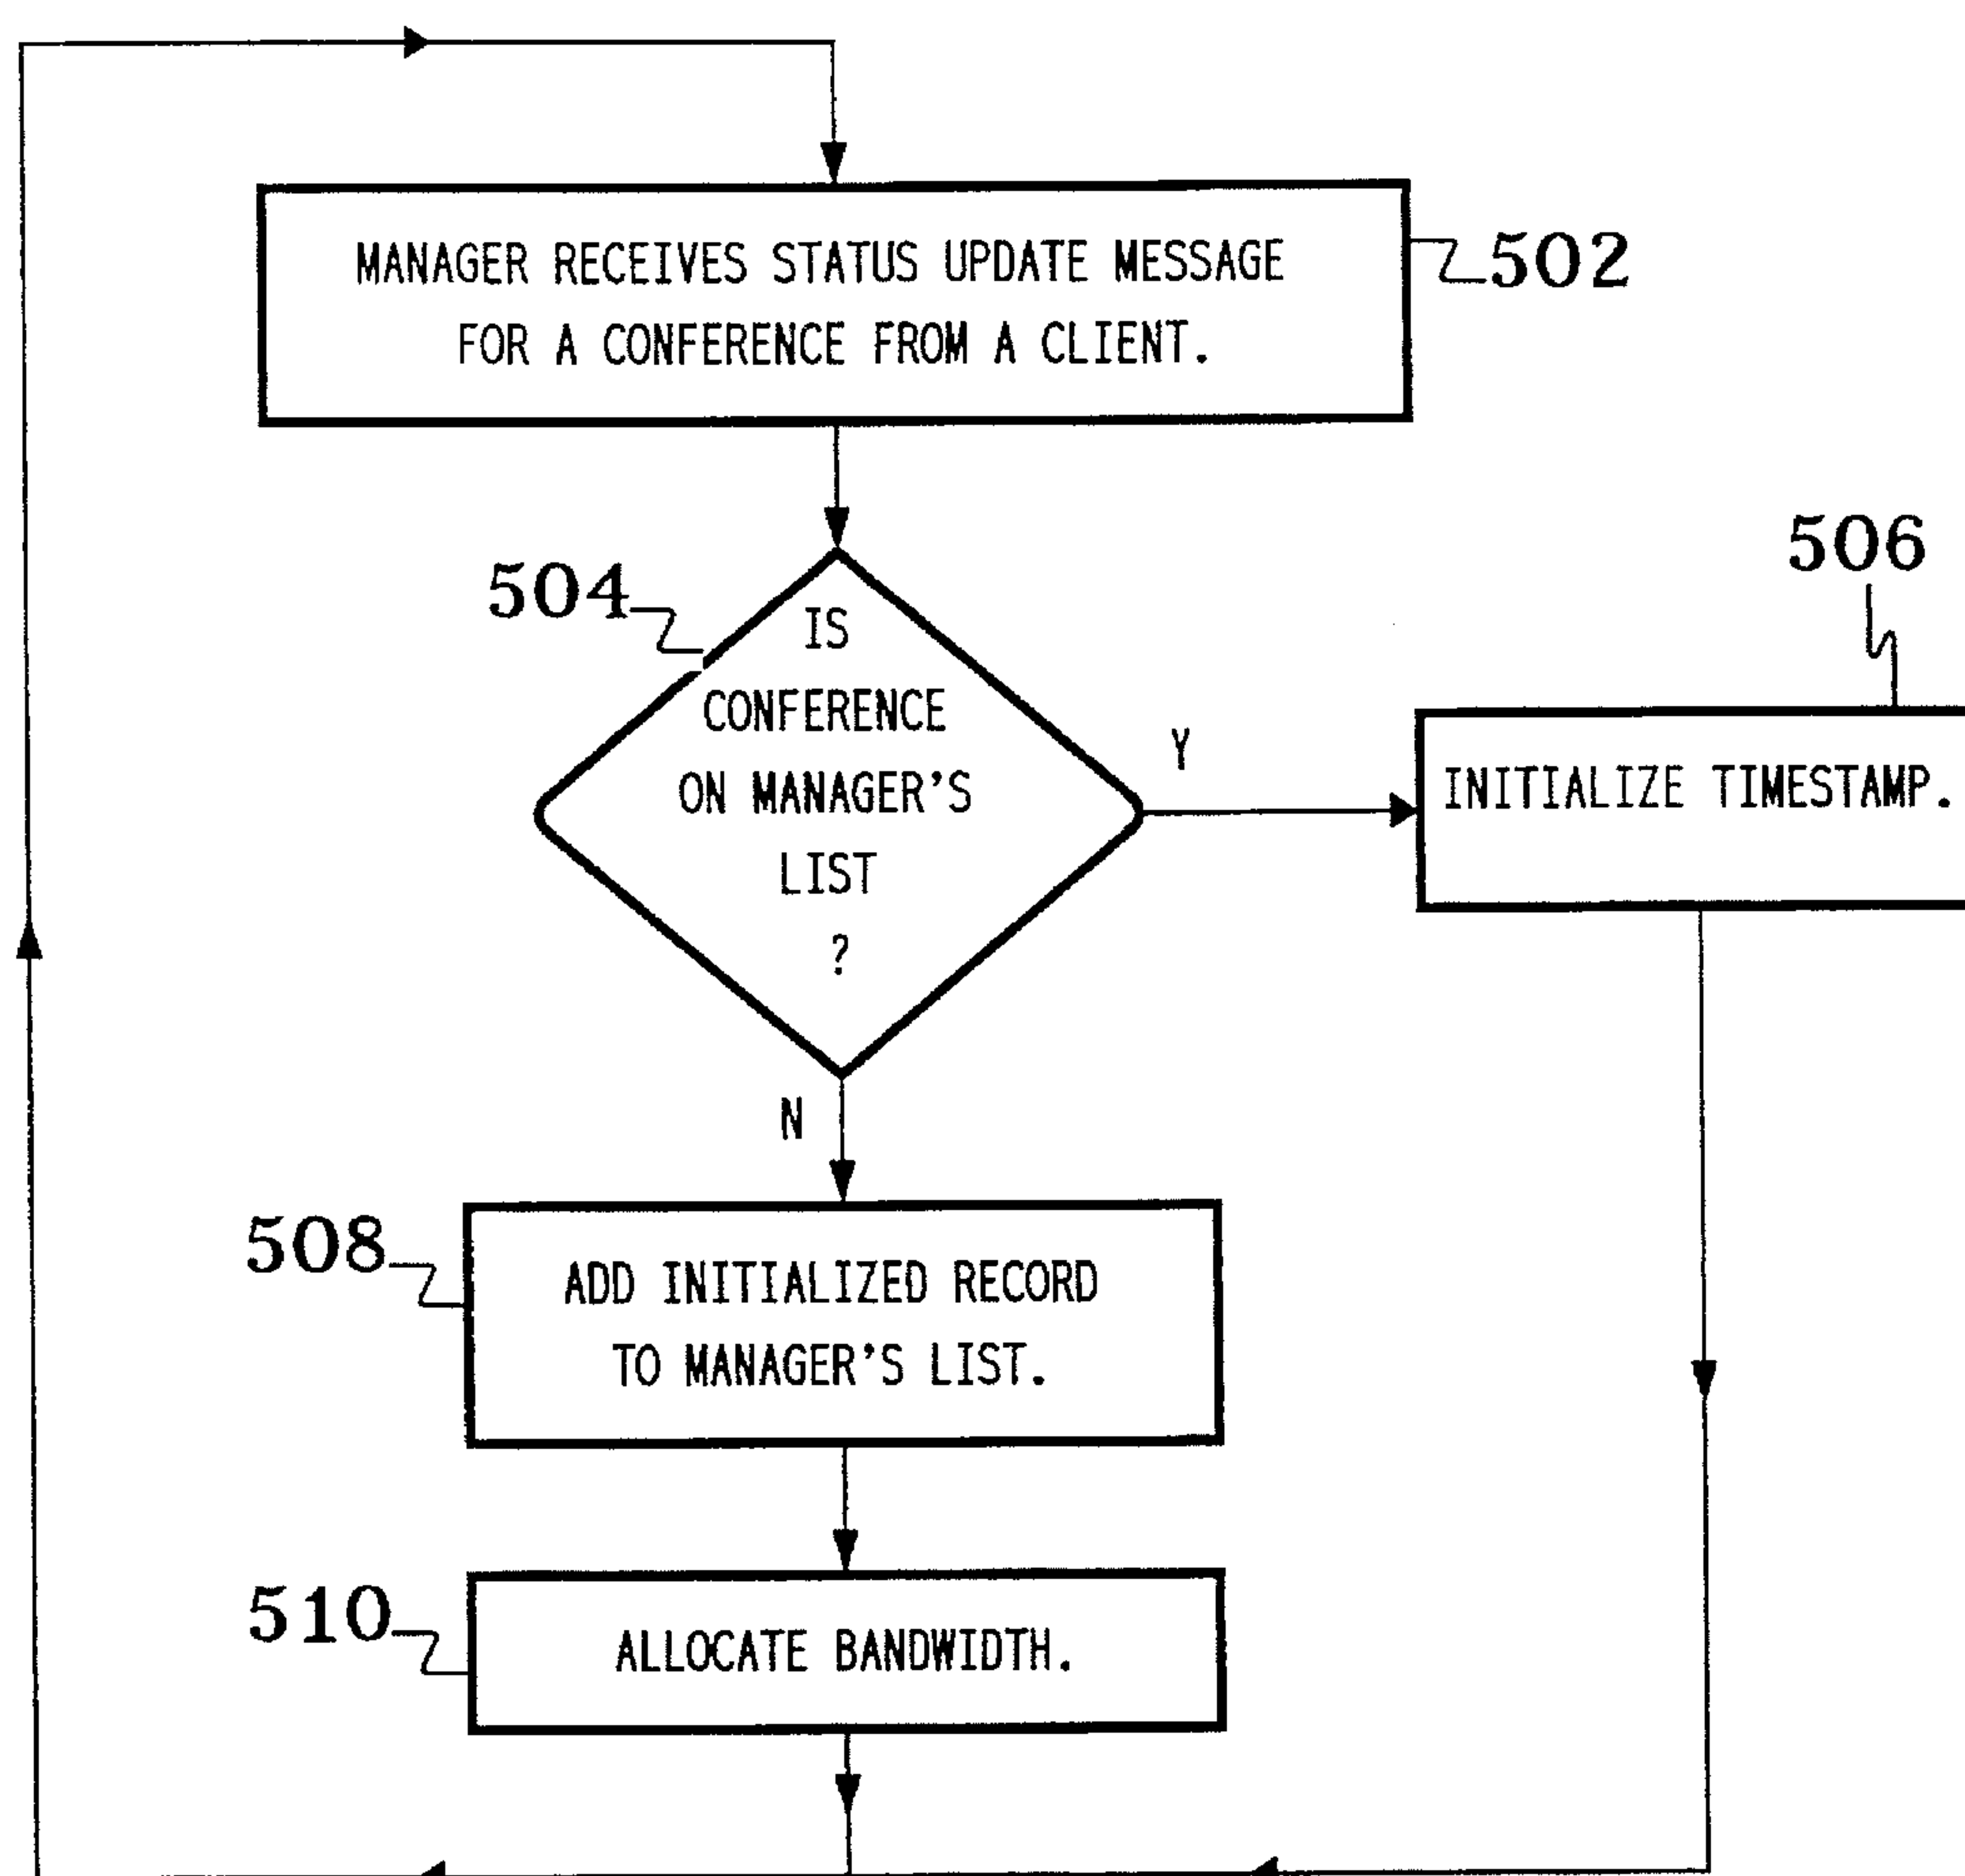 MANAGER RECEIVES STATUS UPDATE MESSAGE
FOR A CONFERENCE FROM A CLIENT.
502
504
IS
CONFERENCE
ON MANAGER'S
LIST
?
Y
506
INITIALIZE TIMESTAMP.
N
508
ADD INITIALIZED RECORD
TO MANAGER'S LIST.
510
ALLOCATE BANDWIDTH.